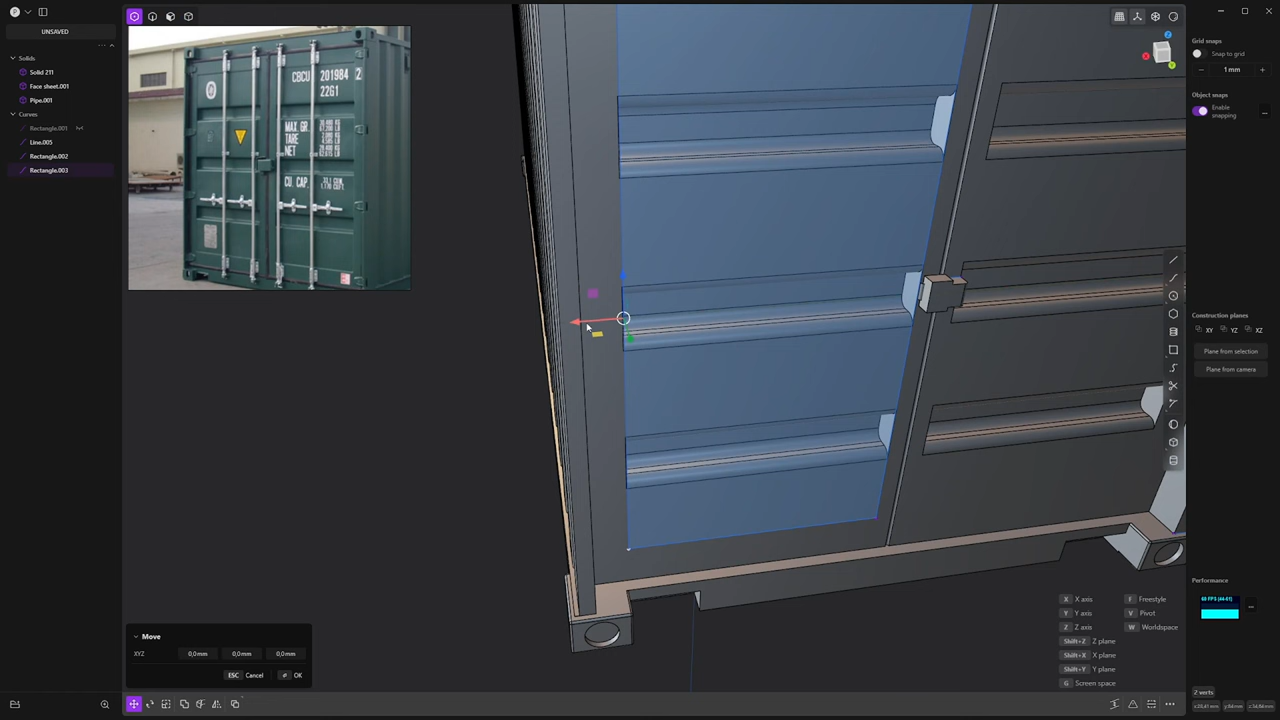 UNSAVED
Solids
Solid 211
Face sheet.001
Pipe.001
Curves
Rectangle.001
Line.005
Rectangle.002
Rectangle.003
CBCU 201984 2
22G1
MAX. GR.
TARE
NET
CU. CAP.
Move
XYZ 0,0mm 0,0mm 0,0mm
ESC Cancel OK
X X axis F Freestyle
Y Y axis V Pivot
Z Z axis W Worldspace
Shift+Z Z plane
Shift+X X plane
Shift+Y Y plane
G Screen space
Z
X
Y
Grid snaps
Snap to grid
1 mm
Object snaps
Enable snapping
Construction planes
XY YZ XZ
Plane from selection
Plane from camera
Performance
2 verts